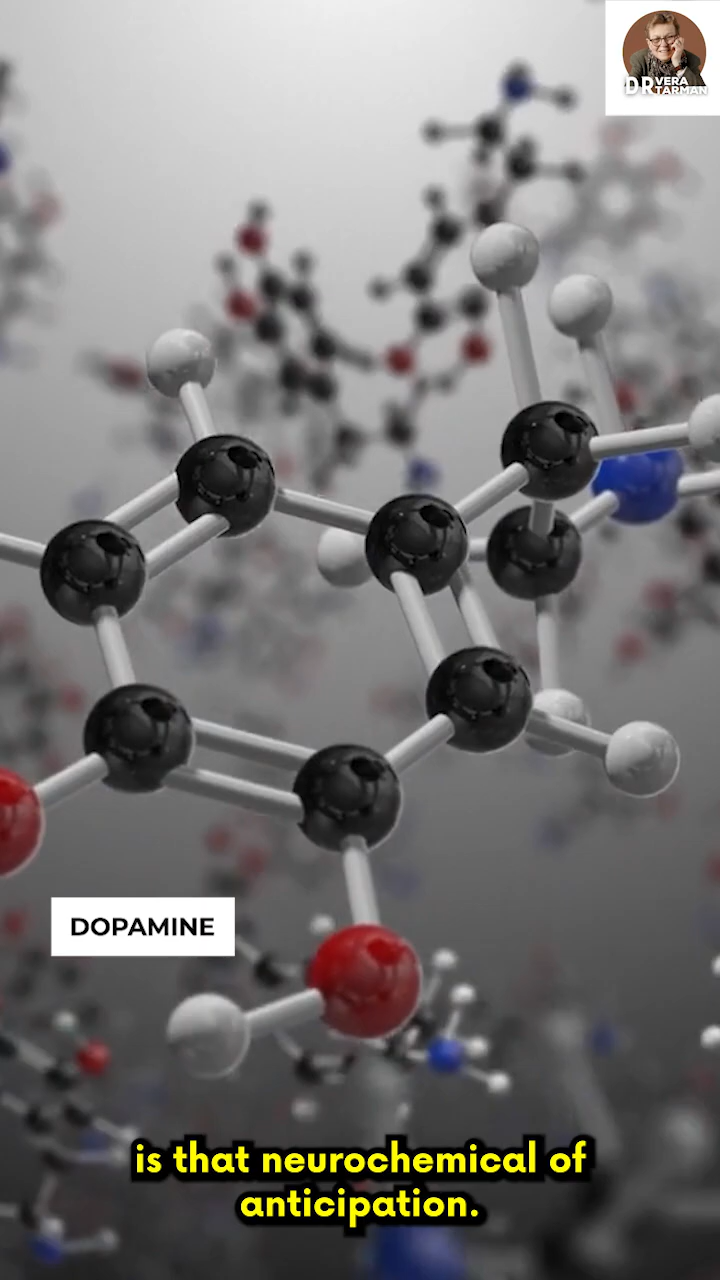 DR VERA
TARMAN
DOPAMINE
is that neurochemical of
anticipation.